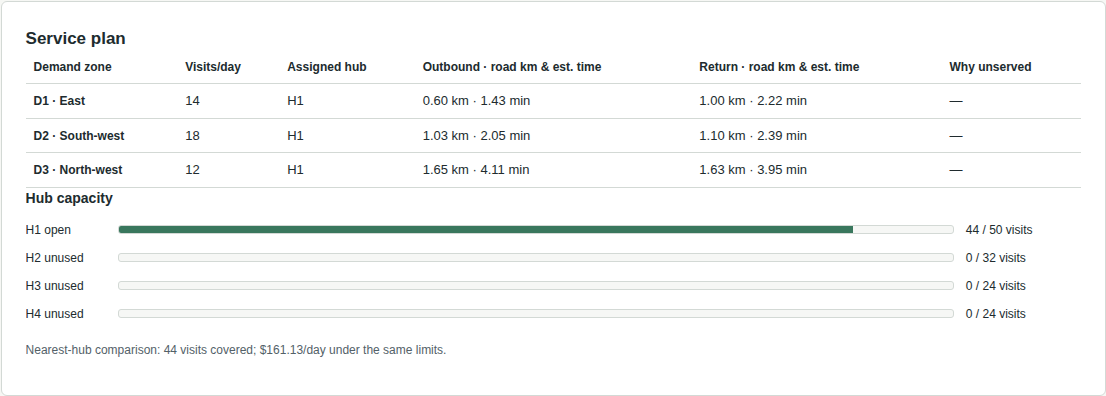 Service plan
Demand zone Visits/day Assigned hub Outbound · road km & est. time Return · road km & est. time Why unserved
D1 · East 14 H1 0.60 km · 1.43 min 1.00 km · 2.22 min —
D2 · South-west 18 H1 1.03 km · 2.05 min 1.10 km · 2.39 min —
D3 · North-west 12 H1 1.65 km · 4.11 min 1.63 km · 3.95 min —
Hub capacity
H1 open 44 / 50 visits
H2 unused 0 / 32 visits
H3 unused 0 / 24 visits
H4 unused 0 / 24 visits
Nearest-hub comparison: 44 visits covered; $161.13/day under the same limits.